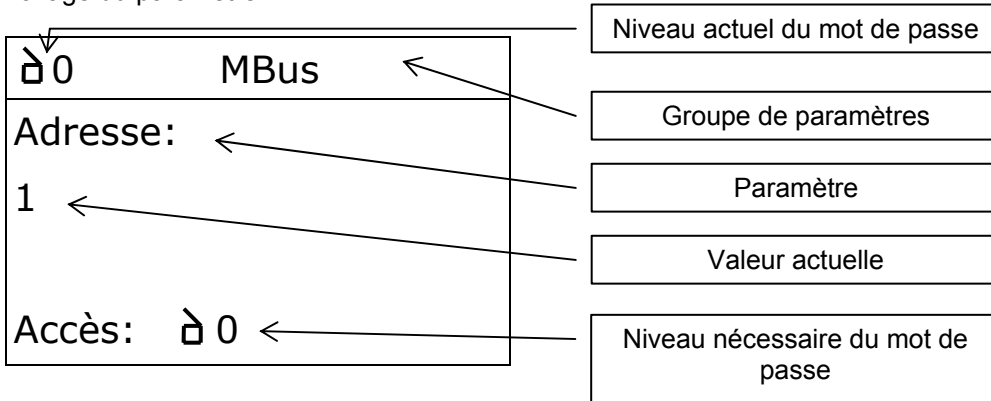 Niveau actuel du mot de passe
0 MBus
Groupe de paramètres
Adresse:
Paramètre
1
Valeur actuelle
Accès: 0
Niveau nécessaire du mot de
passe